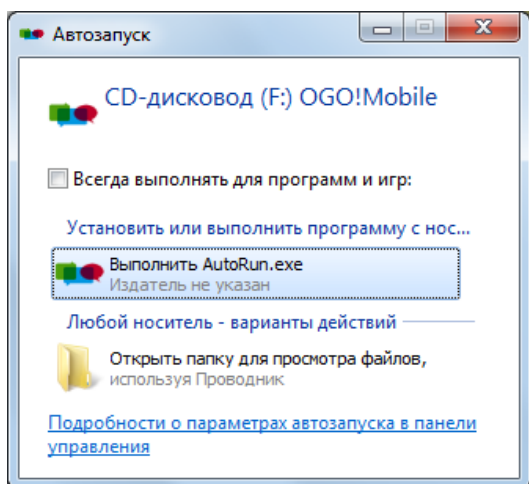 Автозапуск
CD-дисковод (F:) OGO!Mobile
Всегда выполнять для программ и игр:
Установить или выполнить программу с нос...
Выполнить AutoRun.exe
Издатель не указан
Любой носитель - варианты действий
Открыть папку для просмотра файлов,
используя Проводник
Подробности о параметрах автозапуска в панели
управления